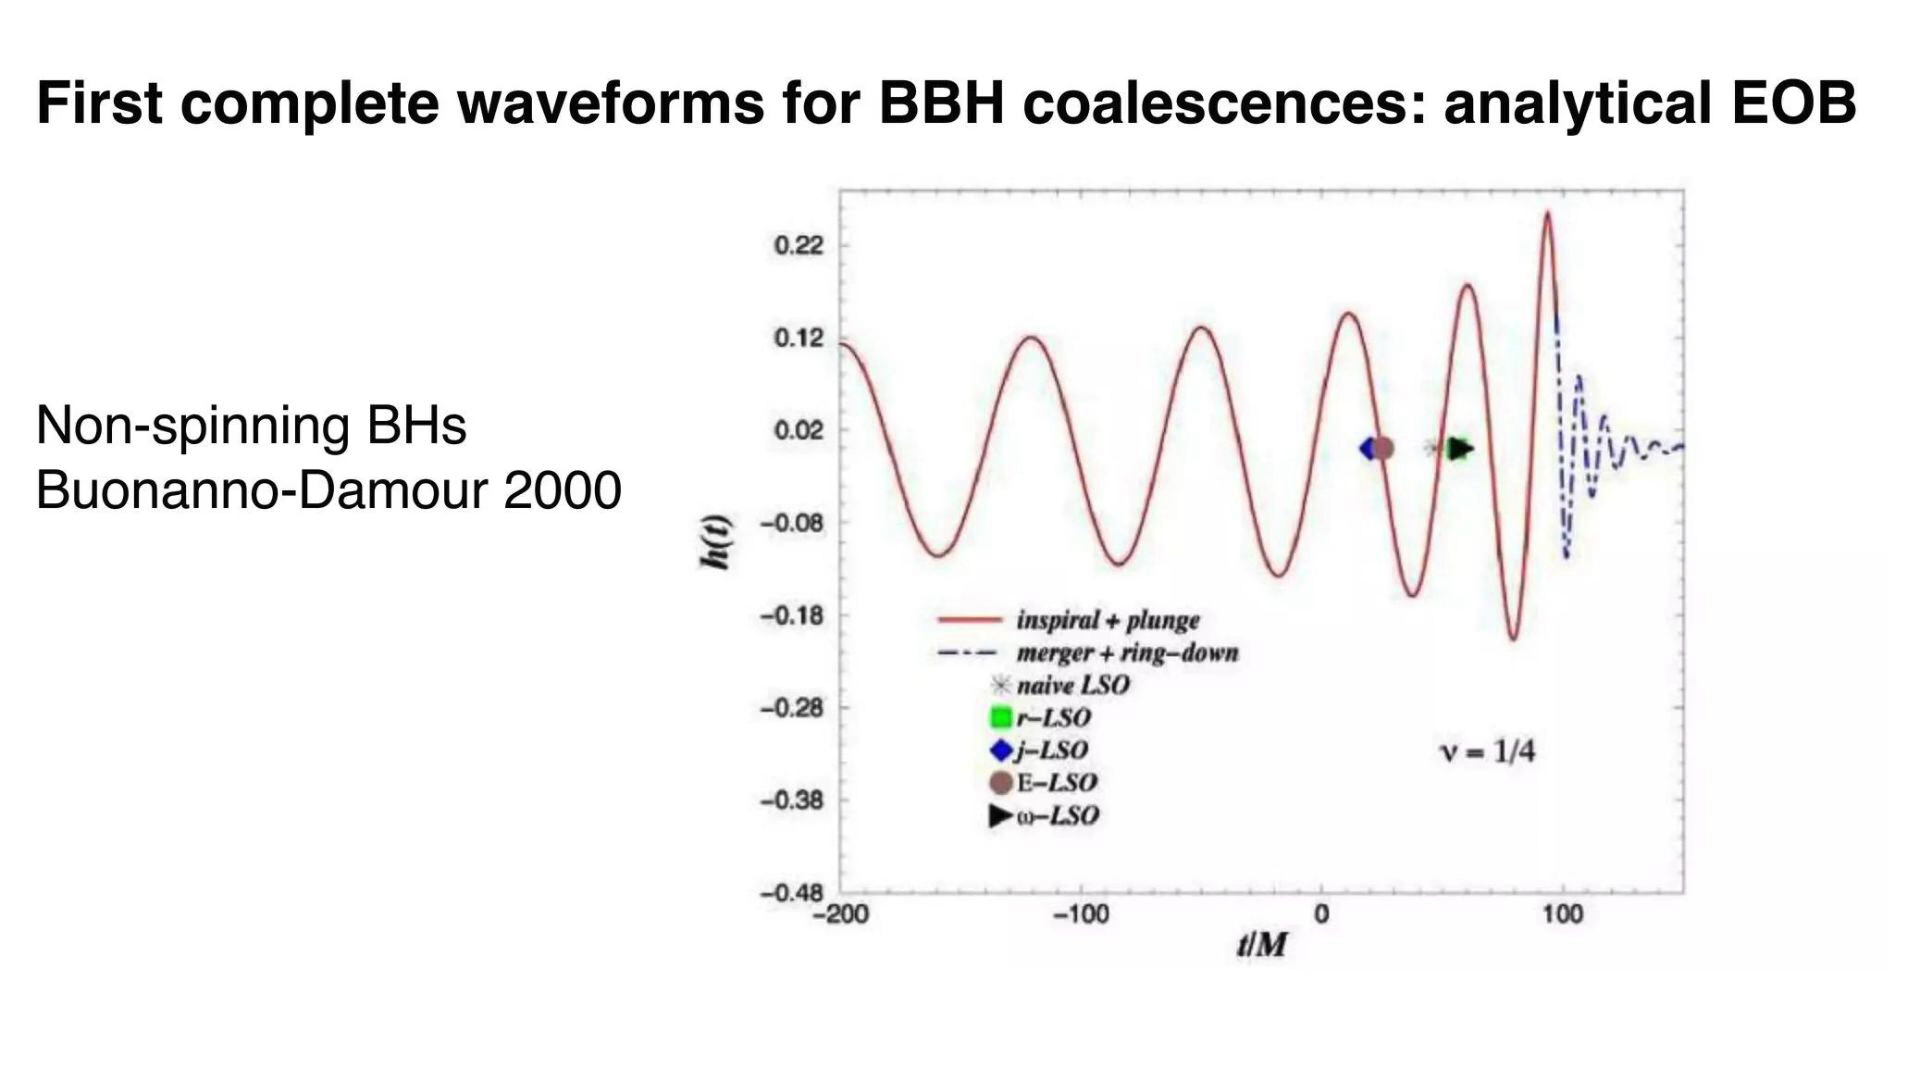 First complete waveforms for BBH coalescences: analytical EOB
Non-spinning BHs
Buonanno-Damour 2000
0.22
0.12
0.02
−0.08
−0.18
−0.28
−0.38
−0.48
h(t)
inspiral + plunge
merger + ring−down
naive LSO
r−LSO
j−LSO
E−LSO
ω−LSO
ν = 1/4
−200
−100
0
100
t/M